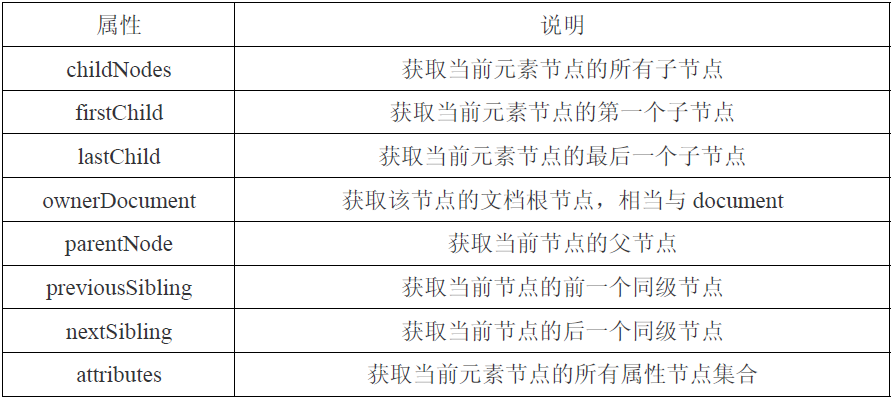 属性 说明
childNodes 获取当前元素节点的所有子节点
firstChild 获取当前元素节点的第一个子节点
lastChild 获取当前元素节点的最后一个子节点
ownerDocument 获取该节点的文档根节点，相当与 document
parentNode 获取当前节点的父节点
previousSibling 获取当前节点的前一个同级节点
nextSibling 获取当前节点的后一个同级节点
attributes 获取当前元素节点的所有属性节点集合